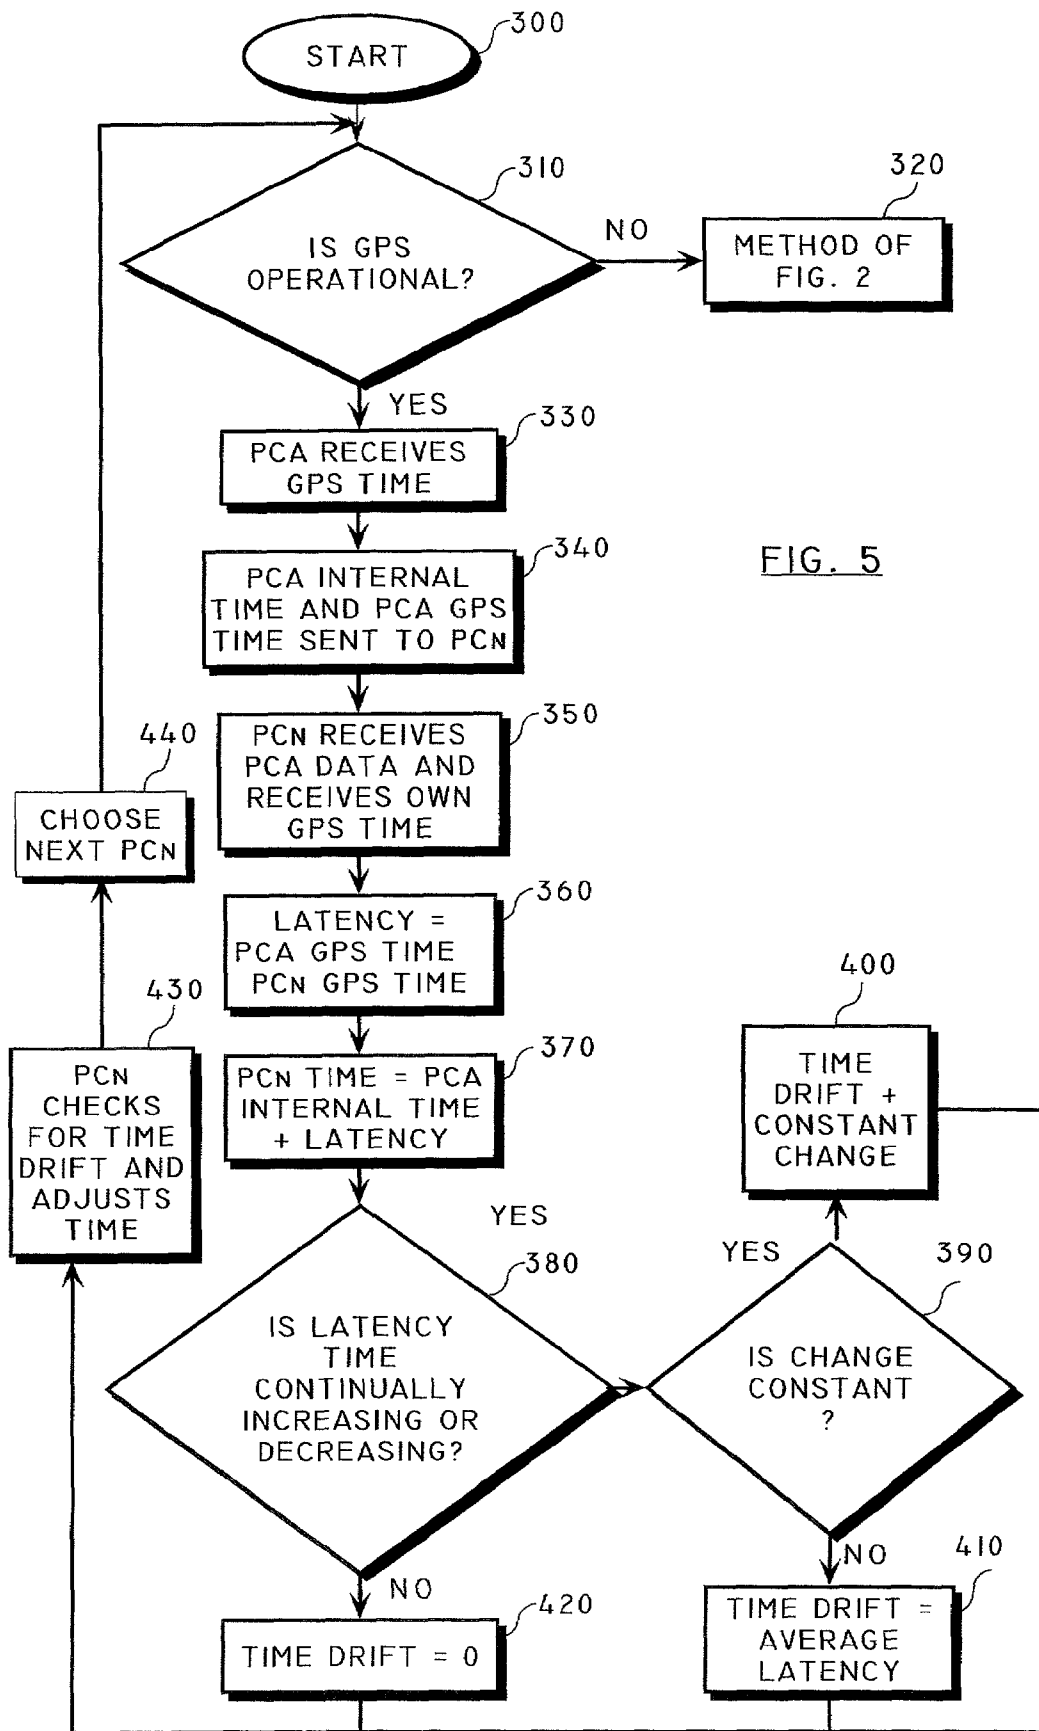 START
300
310
IS GPS
OPERATIONAL?
NO
320
METHOD OF
FIG. 2
YES
330
PCA RECEIVES
GPS TIME
340
PCA INTERNAL
TIME AND PCA GPS
TIME SENT TO PCN
FIG. 5
350
PCN RECEIVES
PCA DATA AND
RECEIVES OWN
GPS TIME
440
CHOOSE
NEXT PCN
360
LATENCY =
PCA GPS TIME
PCN GPS TIME
430
PCN
CHECKS
FOR TIME
DRIFT AND
ADJUSTS
TIME
370
PCN TIME = PCA
INTERNAL TIME
+ LATENCY
400
TIME
DRIFT +
CONSTANT
CHANGE
YES
380
IS LATENCY
TIME
CONTINUALLY
INCREASING OR
DECREASING?
YES
390
IS CHANGE
CONSTANT
?
NO
420
TIME DRIFT = 0
NO
410
TIME DRIFT =
AVERAGE
LATENCY